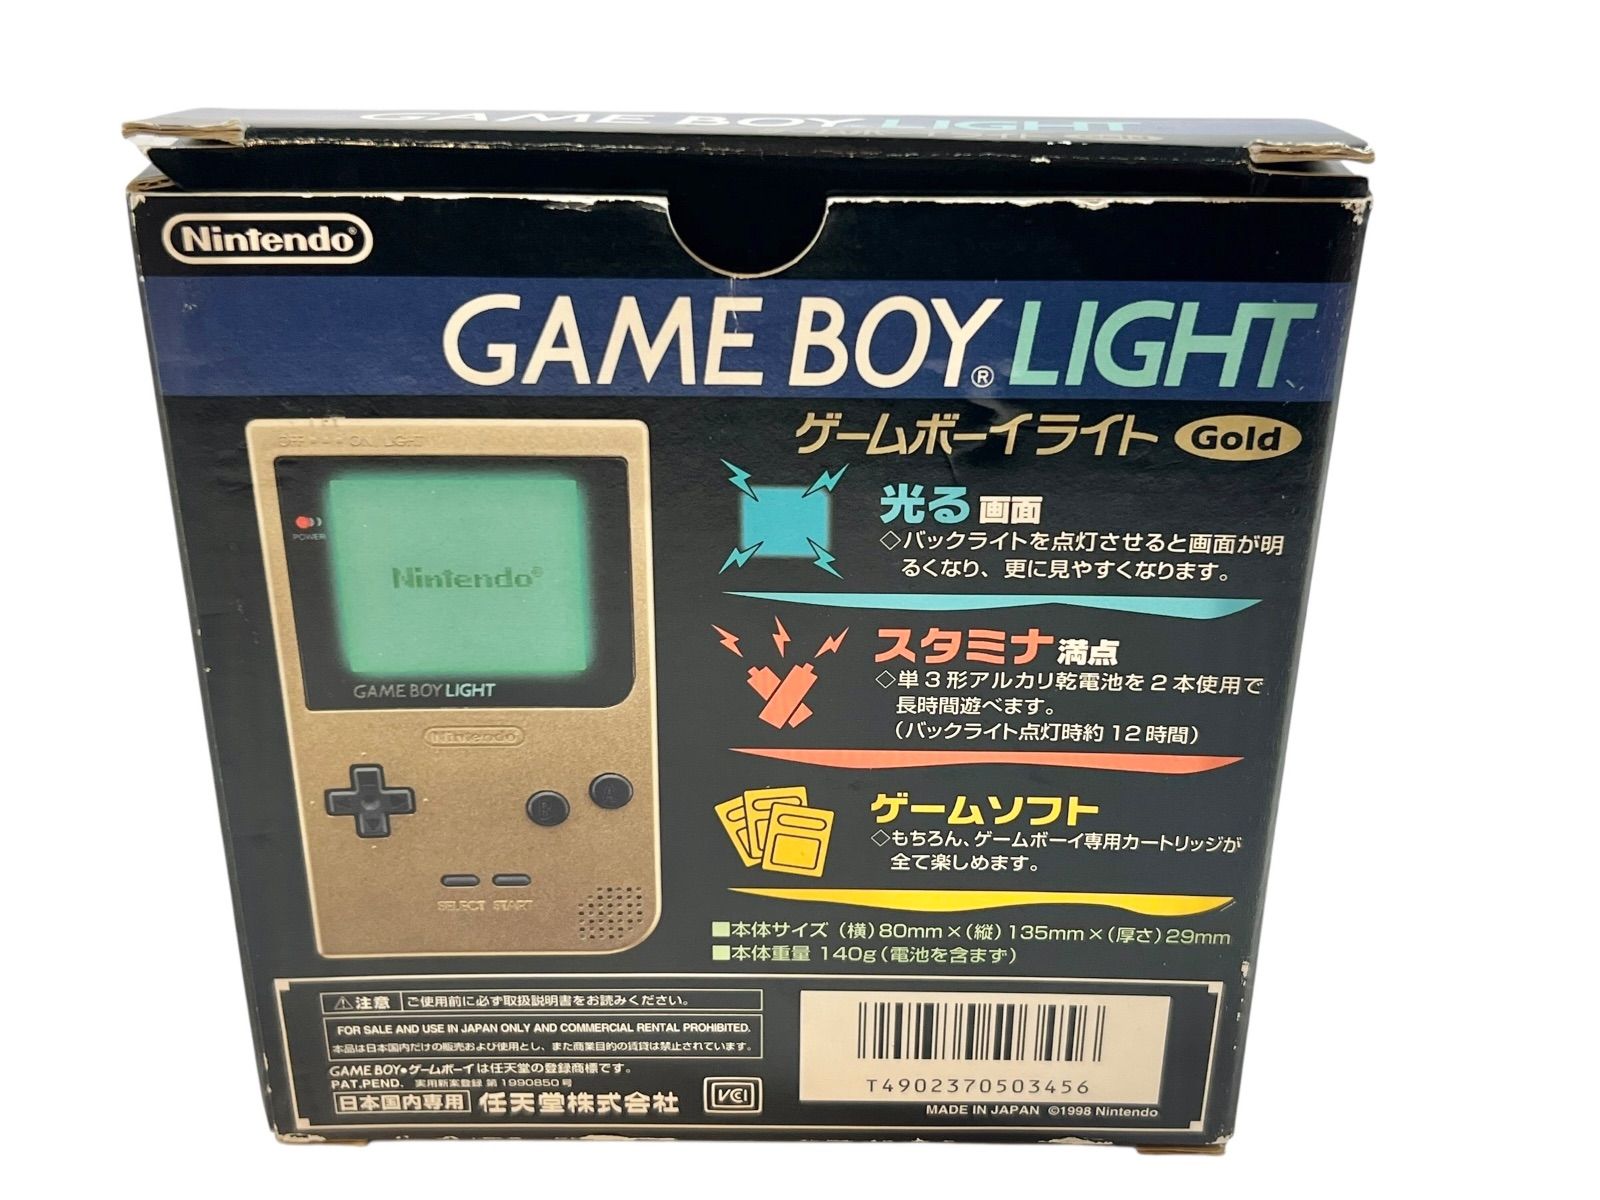 GAME BOY LIGHT
Nintendo®
GAME BOY® LIGHT
ゲームボーイライト Gold
OFF ON LIGHT
POWER
Nintendo®
GAME BOY LIGHT
Nintendo
B A
SELECT START
光る画面
◇バックライトを点灯させると画面が明
るくなり、更に見やすくなります。
スタミナ満点
◇単3形アルカリ乾電池を2本使用で
長時間遊べます。
(バックライト点灯時約12時間)
ゲームソフト
◇もちろん、ゲームボーイ専用カートリッジが
全て楽しめます。
■本体サイズ (横)80mm×(縦)135mm×(厚さ)29mm
■本体重量 140g(電池を含まず)
⚠注意 ご使用前に必ず取扱説明書をお読みください。
FOR SALE AND USE IN JAPAN ONLY AND COMMERCIAL RENTAL PROHIBITED.
本品は日本国内だけの販売および使用とし、また商業目的の賃貸は禁止されています。
GAME BOY・ゲームボーイは任天堂の登録商標です。
PAT.PEND. 実用新案登録 第1990850号
日本国内専用 任天堂株式会社
VCI
T4902370503456
MADE IN JAPAN ©1998 Nintendo